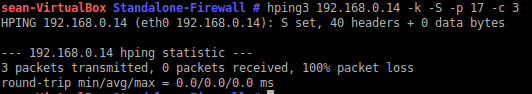 sean-VirtualBox Standalone-Firewall # hping3 192.168.0.14 -k -S -p 17 -c 3
HPING 192.168.0.14 (eth0 192.168.0.14): S set, 40 headers + 0 data bytes
--- 192.168.0.14 hping statistic ---
3 packets transmitted, 0 packets received, 100% packet loss
round-trip min/avg/max = 0.0/0.0/0.0 ms